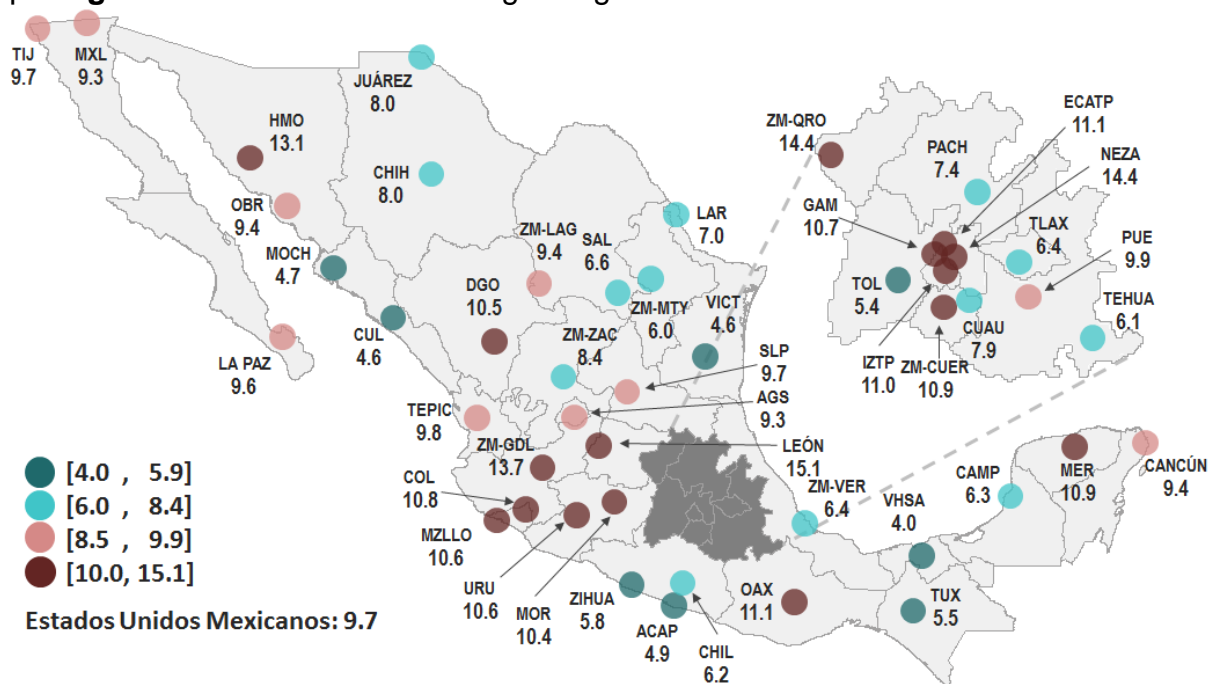 TIJ
9.7
MXL
9.3
JUÁREZ
8.0
HMO
13.1
CHIH
8.0
OBR
9.4
MOCH
4.7
CUL
4.6
LA PAZ
9.6
DGO
10.5
ZM-LAG
9.4
SAL
6.6
LAR
7.0
ZM-MTY
6.0
VICT
4.6
ZM-ZAC
8.4
SLP
9.7
AGS
9.3
LEÓN
15.1
TEPIC
9.8
ZM-GDL
13.7
COL
10.8
MZLLO
10.6
URU
10.6
MOR
10.4
ZIHUA
5.8
ACAP
4.9
CHIL
6.2
OAX
11.1
ZM-VER
6.4
VHSA
4.0
TUX
5.5
CAMP
6.3
MER
10.9
CANCÚN
9.4
ZM-QRO
14.4
PACH
7.4
ECATP
11.1
NEZA
14.4
GAM
10.7
TLAX
6.4
PUE
9.9
TOL
5.4
TEHUA
6.1
CUAU
7.9
IZTP
11.0
ZM-CUER
10.9
[4.0 , 5.9]
[6.0 , 8.4]
[8.5 , 9.9]
[10.0, 15.1]
Estados Unidos Mexicanos: 9.7